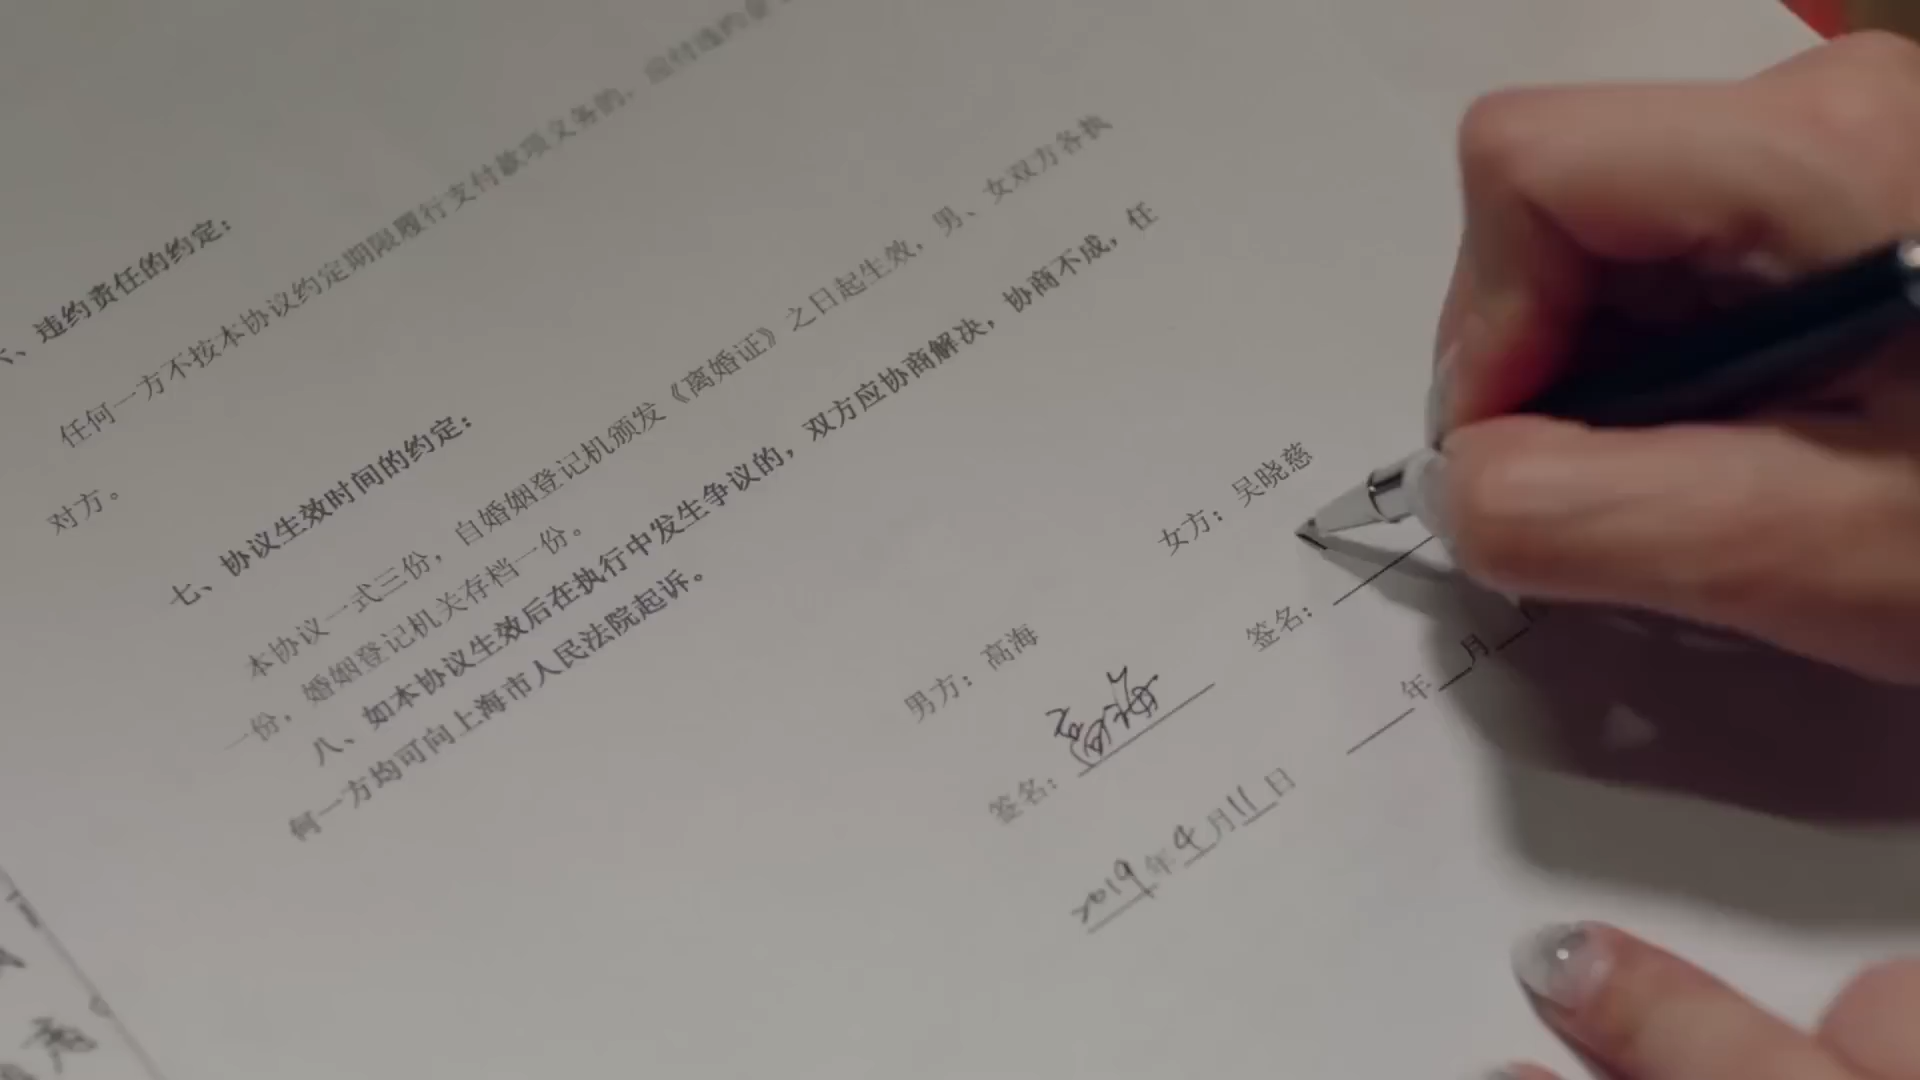 六、违约责任的约定：
任何一方不按本协议约定期限履行支付款项义务的，应付违约金
对方。
七、协议生效时间的约定：
本协议一式三份，自婚姻登记机颁发《离婚证》之日起生效，男、女双方各执
一份，婚姻登记机关存档一份。
八、如本协议生效后在执行中发生争议的，双方应协商解决，协商不成，任
何一方均可向上海市人民法院起诉。
男方：高海 女方：吴晓慈
签名：高海 签名：
2019年4月11日 年 月